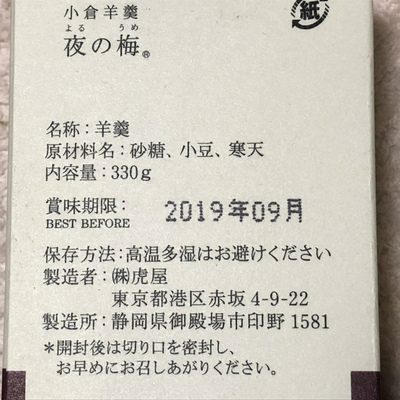 紙
小倉羊羹
よる うめ
夜の梅®
名称：羊羹
原材料名：砂糖、小豆、寒天
内容量：330g
賞味期限： 2019年09月
BEST BEFORE
保存方法：高温多湿はお避けください
製造者：㈱虎屋
東京都港区赤坂 4-9-22
製造所：静岡県御殿場市印野 1581
＊開封後は切り口を密封し、
お早めにお召しあがりください。